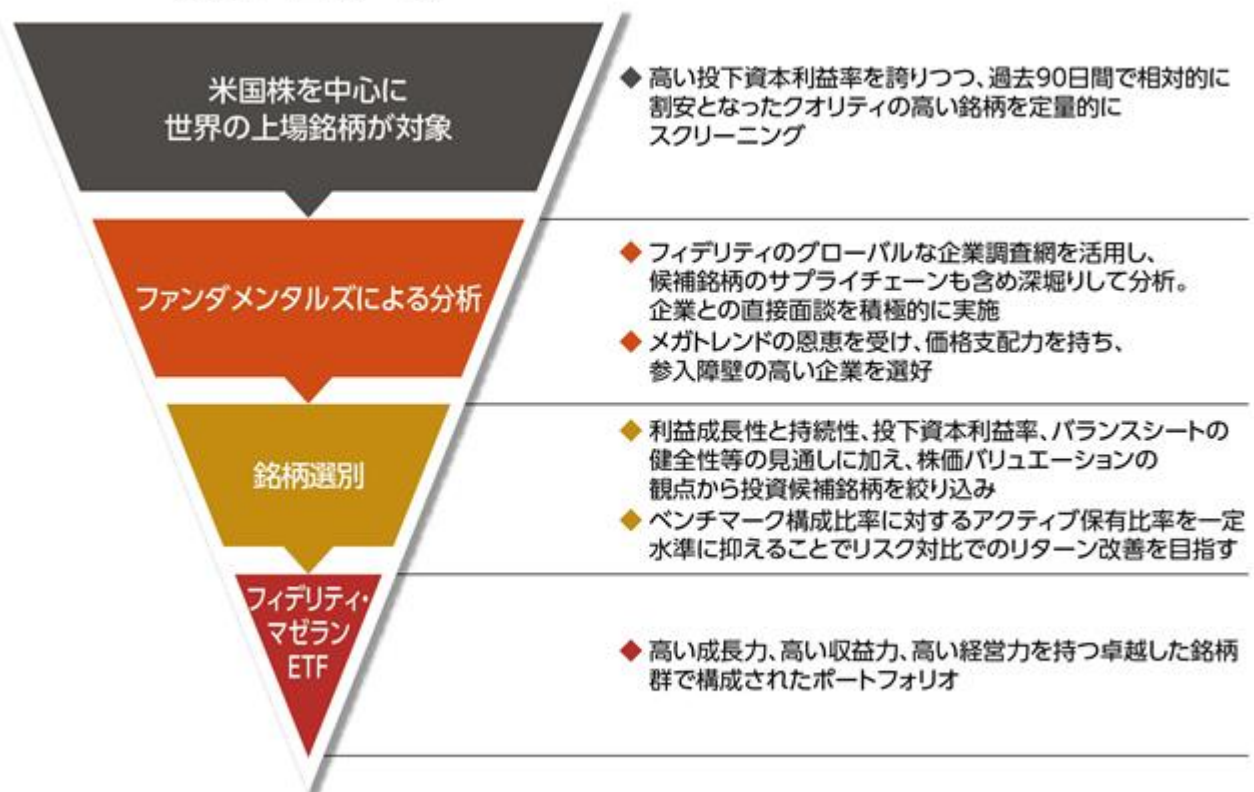 米国株を中心に
世界の上場銘柄が対象
◆ 高い投下資本利益率を誇りつつ、過去90日間で相対的に
割安となったクオリティの高い銘柄を定量的に
スクリーニング
ファンダメンタルズによる分析
◆ フィデリティのグローバルな企業調査網を活用し、
候補銘柄のサプライチェーンも含め深堀りして分析。
企業との直接面談を積極的に実施
◆ メガトレンドの恩恵を受け、価格支配力を持ち、
参入障壁の高い企業を選好
銘柄選別
◆ 利益成長性と持続性、投下資本利益率、バランスシートの
健全性等の見通しに加え、株価バリュエーションの
観点から投資候補銘柄を絞り込み
◆ ベンチマーク構成比率に対するアクティブ保有比率を一定
水準に抑えることでリスク対比でのリターン改善を目指す
フィデリティ・
マゼラン
ETF
◆ 高い成長力、高い収益力、高い経営力を持つ卓越した銘柄
群で構成されたポートフォリオ